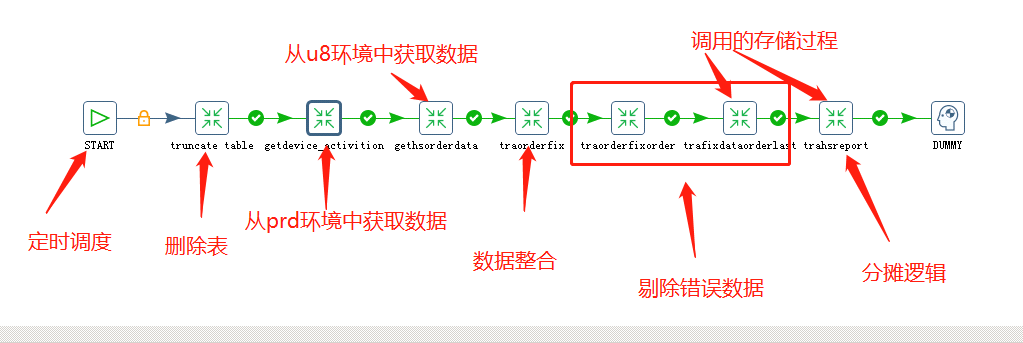 调用的存储过程
从u8环境中获取数据
START
truncate table
getdevice_activition
gethsorderdata
traorderfix
traorderfixorder
trafixdataorderlast
trahsreport
DUMMY
定时调度
删除表
从prd环境中获取数据
数据整合
剔除错误数据
分摊逻辑